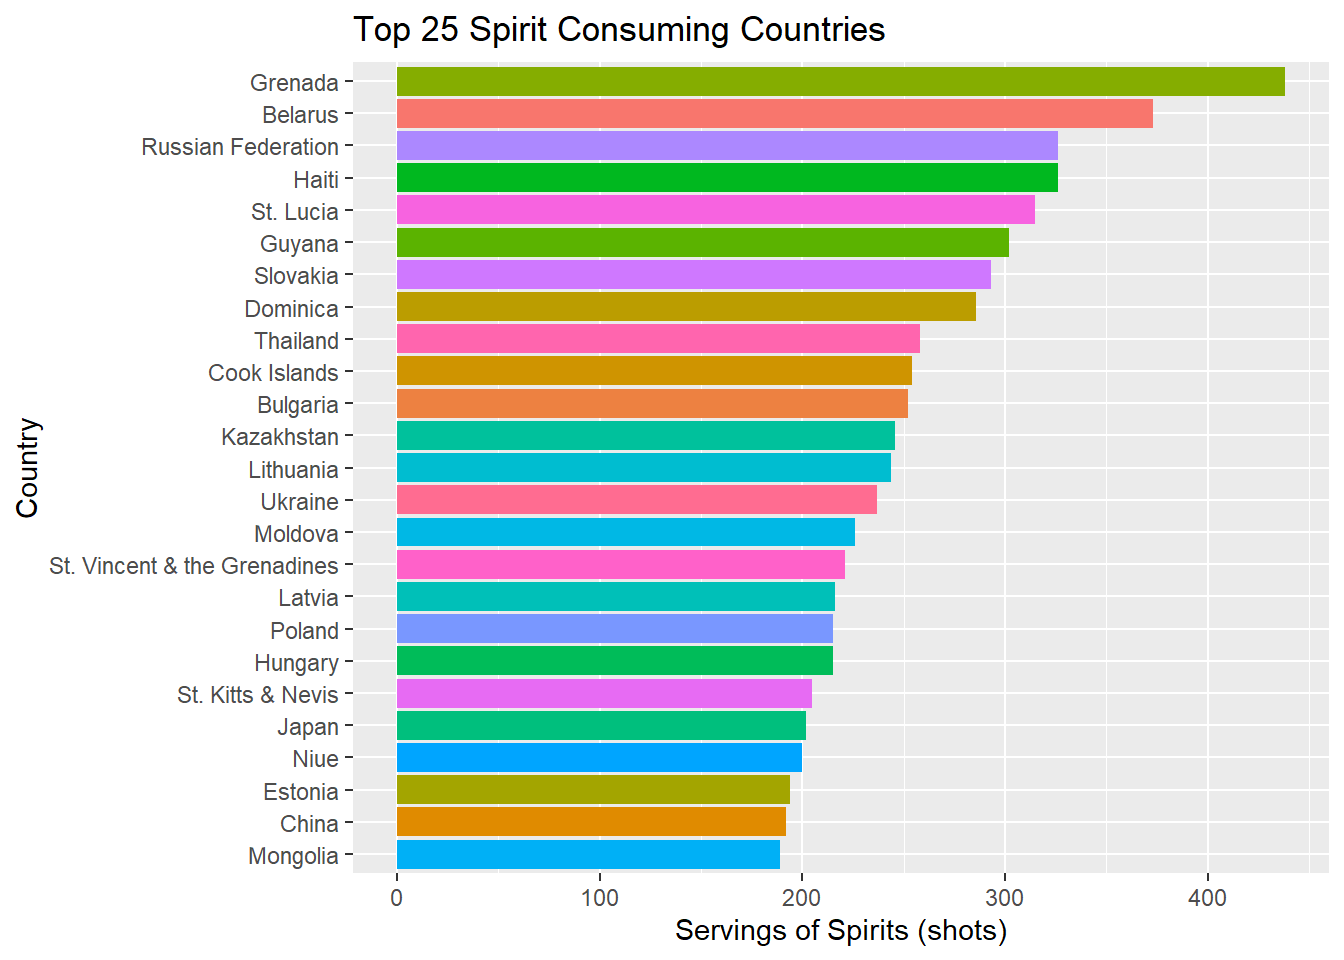 Top 25 Spirit Consuming Countries
Country
Grenada
Belarus
Russian Federation
Haiti
St. Lucia
Guyana
Slovakia
Dominica
Thailand
Cook Islands
Bulgaria
Kazakhstan
Lithuania
Ukraine
Moldova
St. Vincent & the Grenadines
Latvia
Poland
Hungary
St. Kitts & Nevis
Japan
Niue
Estonia
China
Mongolia
0 100 200 300 400
Servings of Spirits (shots)